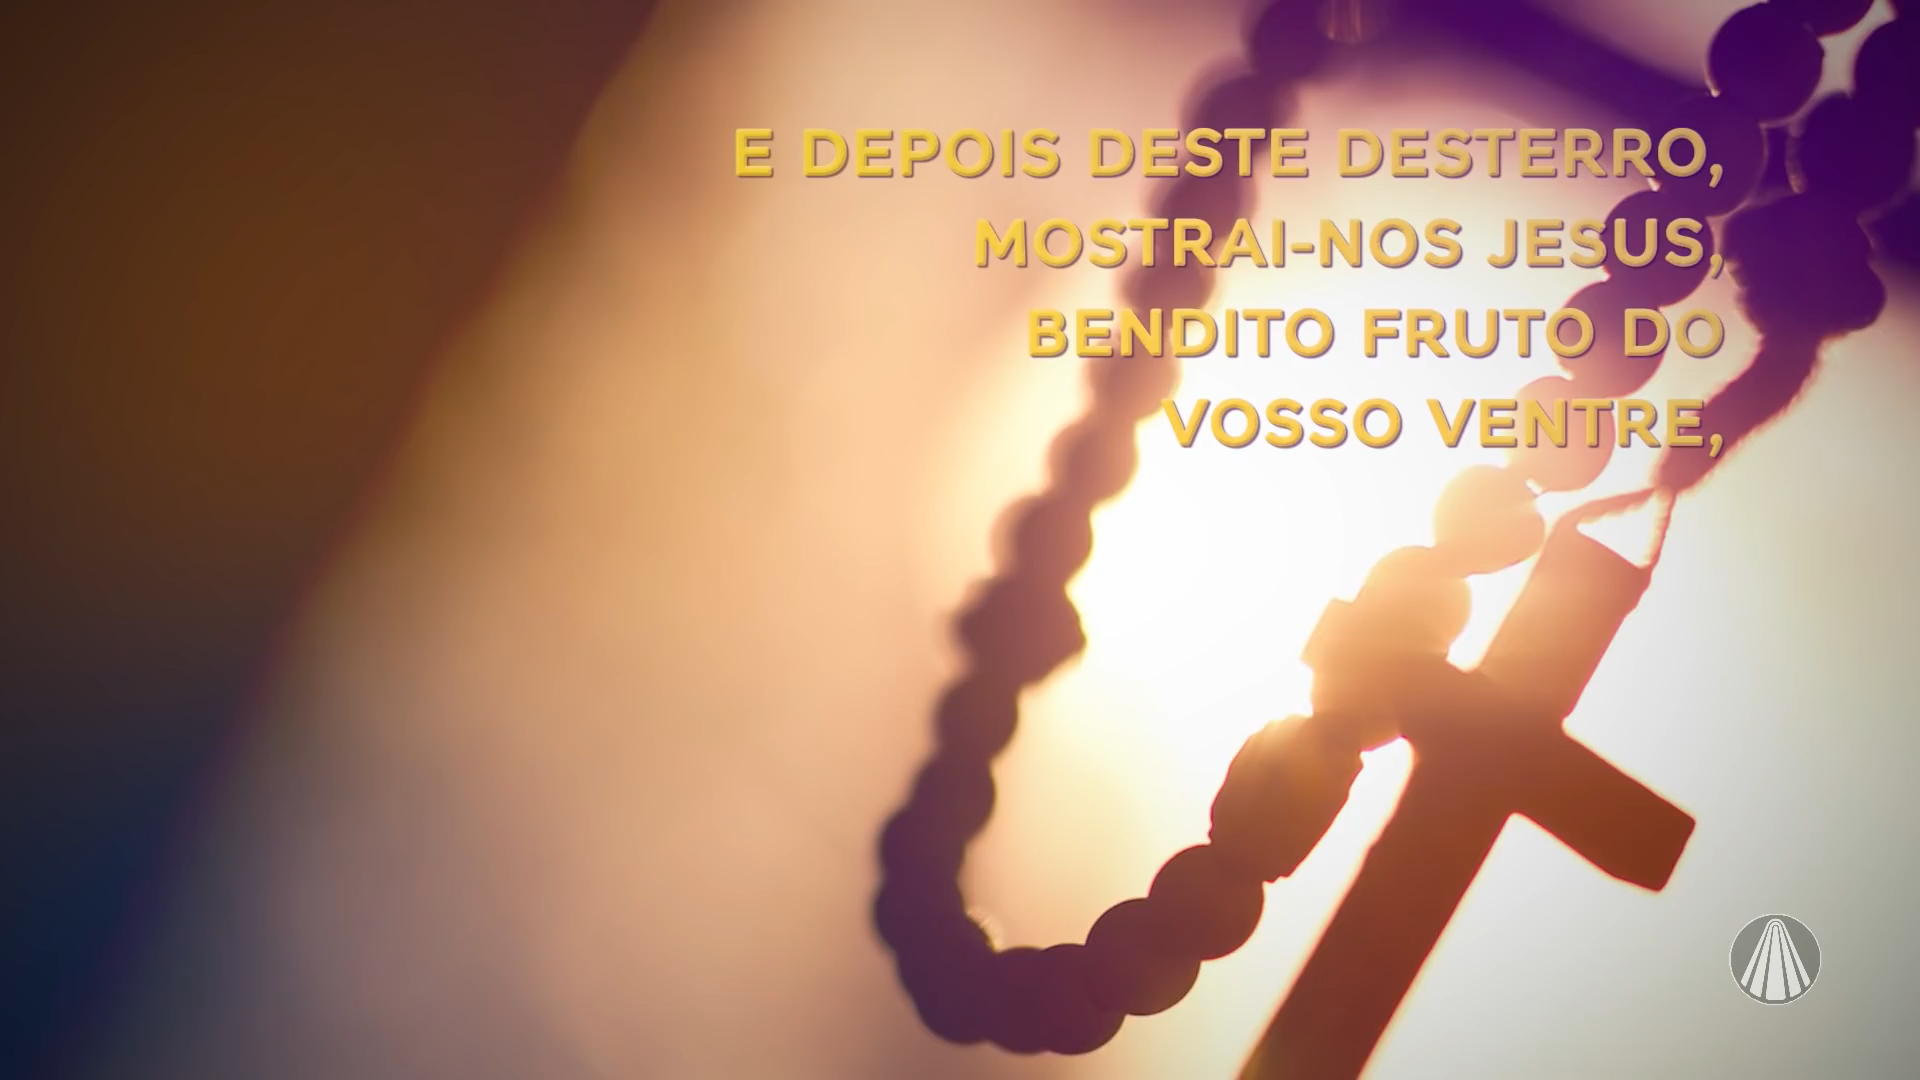 E DEPOIS DESTE DESTERRO,
MOSTRAI-NOS JESUS,
BENDITO FRUTO DO
VOSSO VENTRE,